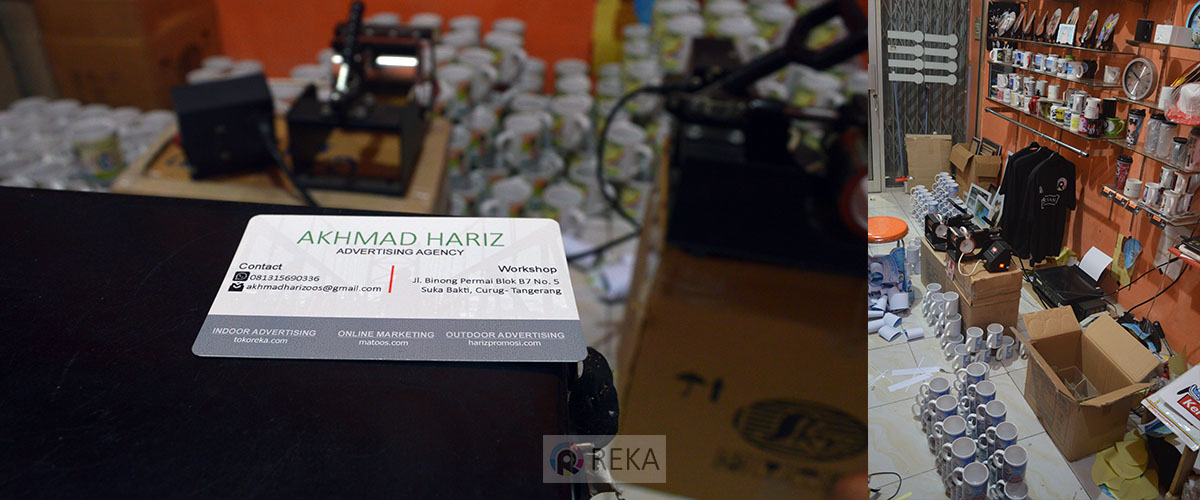 AKHMAD HARIZ
ADVERTISING AGENCY
Contact
081315690336
akhmadharizoos@gmail.com
Workshop
Jl. Binong Permai Blok B7 No. 5
Suka Bakti, Curug- Tangerang
INDOOR ADVERTISING
tokoreka.com
ONLINE MARKETING
matoos.com
OUTDOOR ADVERTISING
harizpromosi.com
REKA